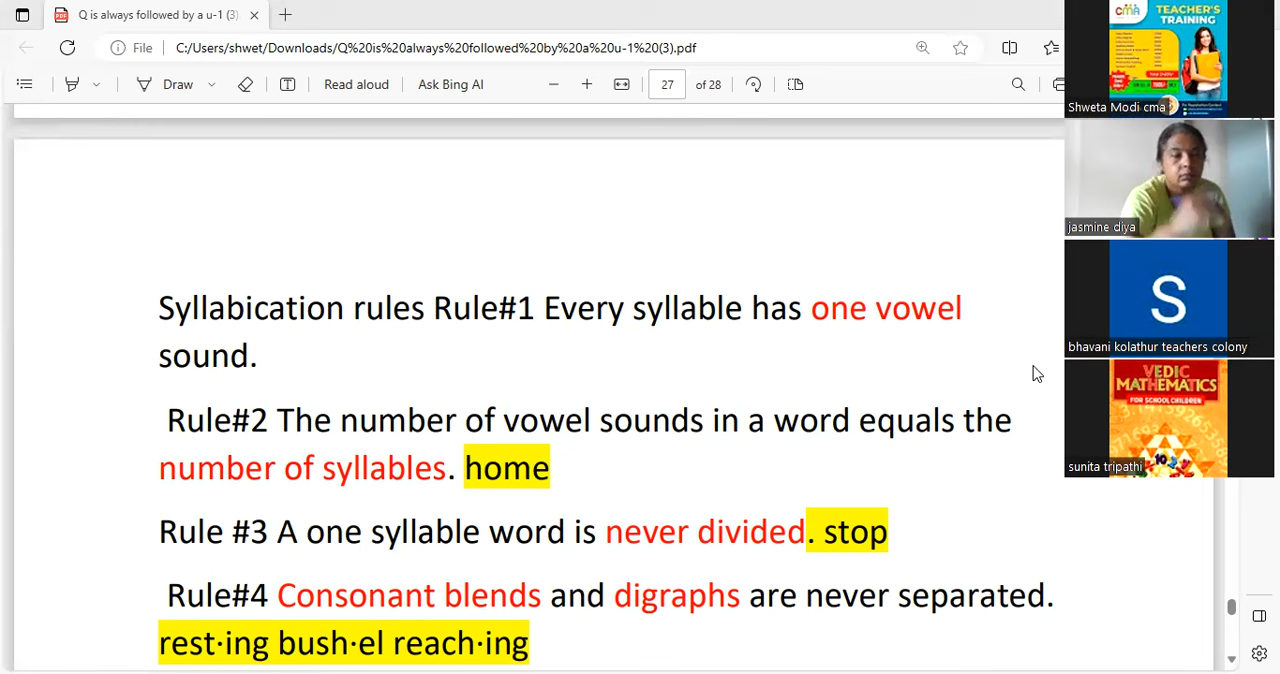 Q is always followed by a u-1 (3)
File C:/Users/shwet/Downloads/Q%20is%20always%20followed%20by%20a%20u-1%20(3).pdf
Draw Read aloud Ask Bing AI 27 of 28
Syllabication rules Rule#1 Every syllable has one vowel
sound.
Rule#2 The number of vowel sounds in a word equals the
number of syllables. home
Rule #3 A one syllable word is never divided. stop
Rule#4 Consonant blends and digraphs are never separated.
rest·ing bush·el reach·ing
cma TEACHER'S
TRAINING
Shweta Modi cma
jasmine diya
S
bhavani kolathur teachers colony
VEDIC
MATHEMATICS
FOR SCHOOL CHILDREN
sunita tripathi